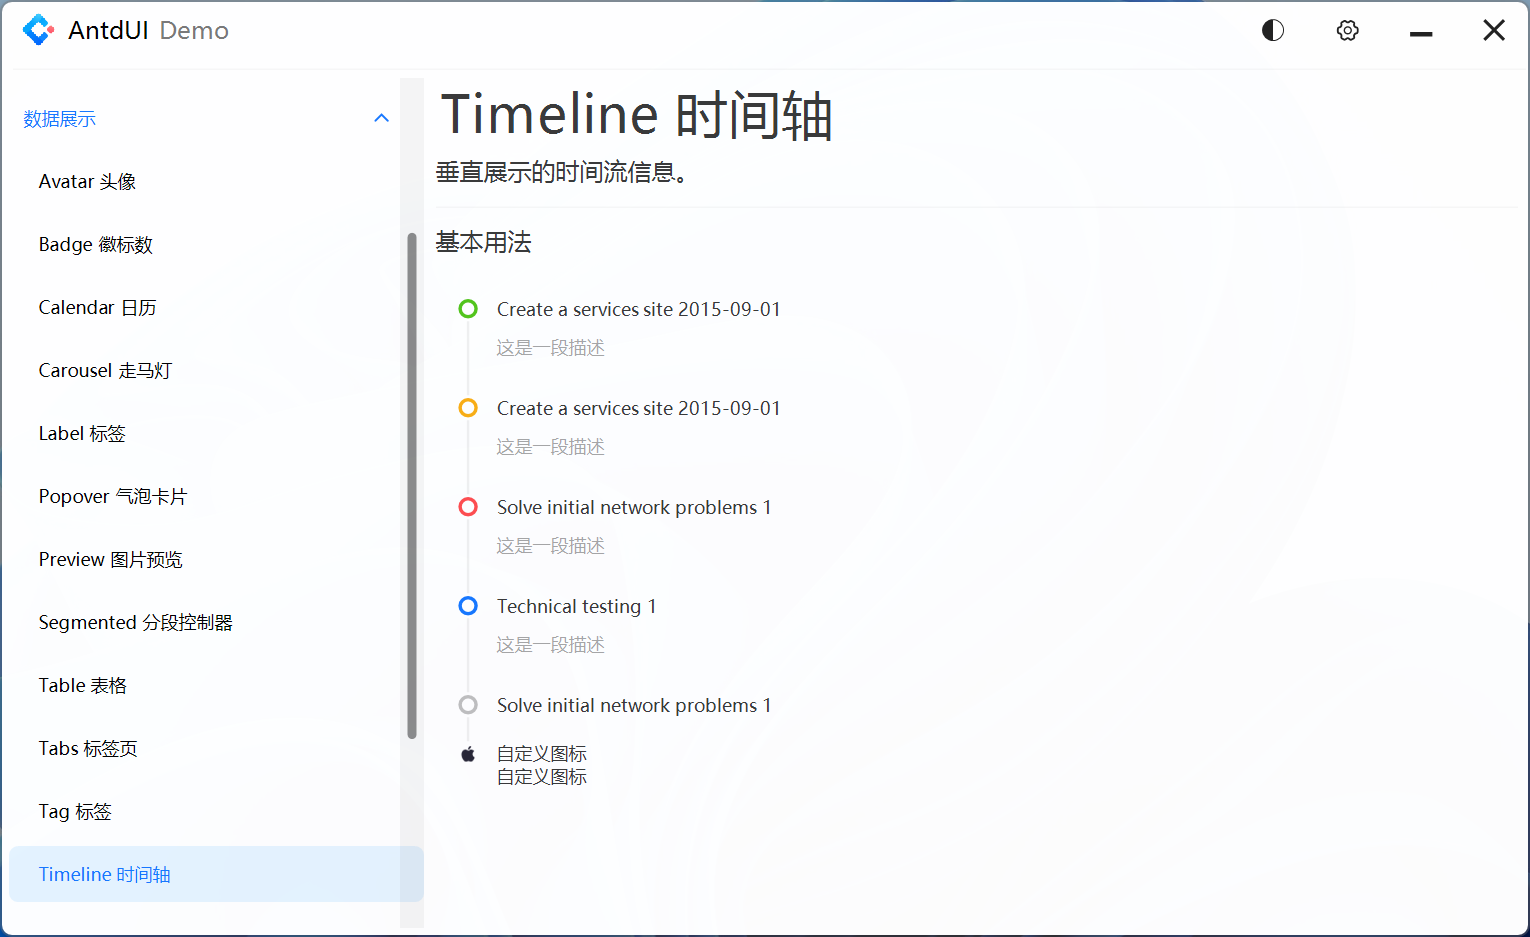 AntdUI Demo
数据展示
Avatar 头像
Badge 徽标数
Calendar 日历
Carousel 走马灯
Label 标签
Popover 气泡卡片
Preview 图片预览
Segmented 分段控制器
Table 表格
Tabs 标签页
Tag 标签
Timeline 时间轴
Timeline 时间轴
垂直展示的时间流信息。
基本用法
Create a services site 2015-09-01
这是一段描述
Create a services site 2015-09-01
这是一段描述
Solve initial network problems 1
这是一段描述
Technical testing 1
这是一段描述
Solve initial network problems 1
自定义图标
自定义图标